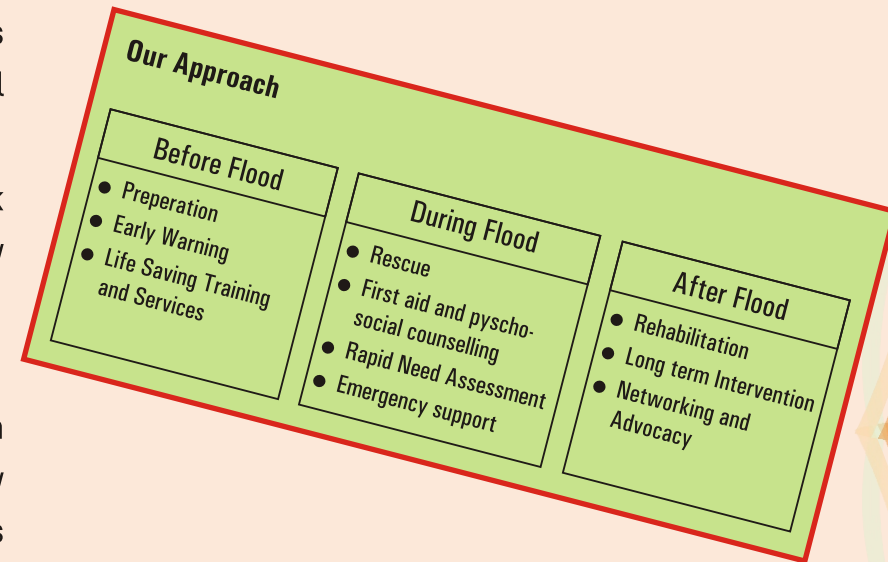 Our Approach
Before Flood
● Preperation
● Early Warning
● Life Saving Training
and Services
During Flood
● Rescue
● First aid and pyscho-
social counselling
● Rapid Need Assessment
● Emergency support
After Flood
● Rehabilitation
● Long term Intervention
● Networking and
Advocacy